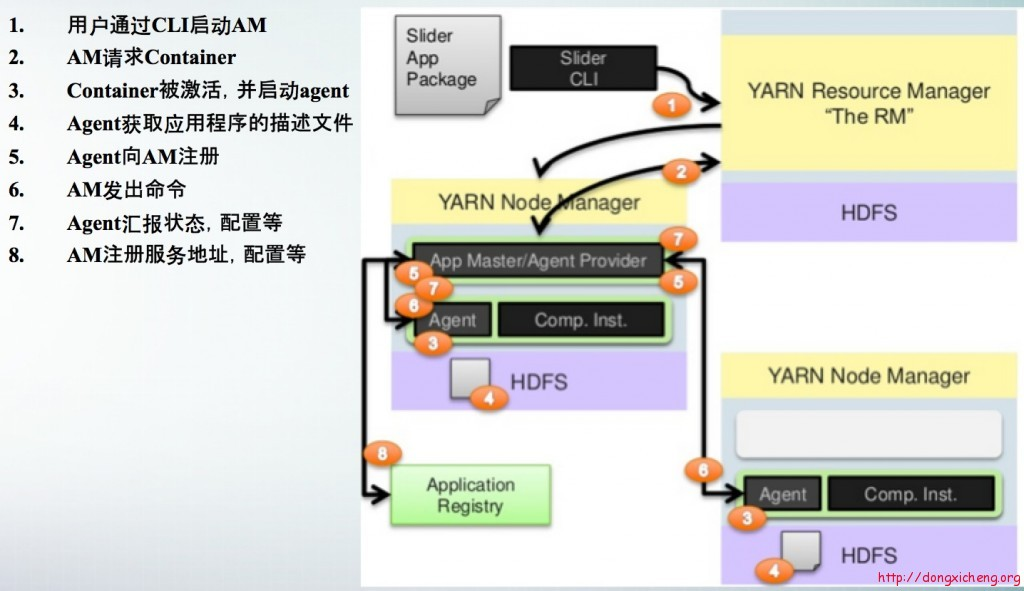 1. 用户通过CLI启动AM
2. AM请求Container
3. Container被激活, 并启动agent
4. Agent获取应用程序的描述文件
5. Agent向AM注册
6. AM发出命令
7. Agent汇报状态, 配置等
8. AM注册服务地址, 配置等
Slider
App
Package
Slider
CLI
1
YARN Resource Manager
“The RM”
2
HDFS
YARN Node Manager
7
App Master/Agent Provider
5
5
7
6
Agent
Comp. Inst.
3
HDFS
4
8
Application
Registry
YARN Node Manager
6
Agent
Comp. Inst.
3
HDFS
4
http://dongxicheng.org